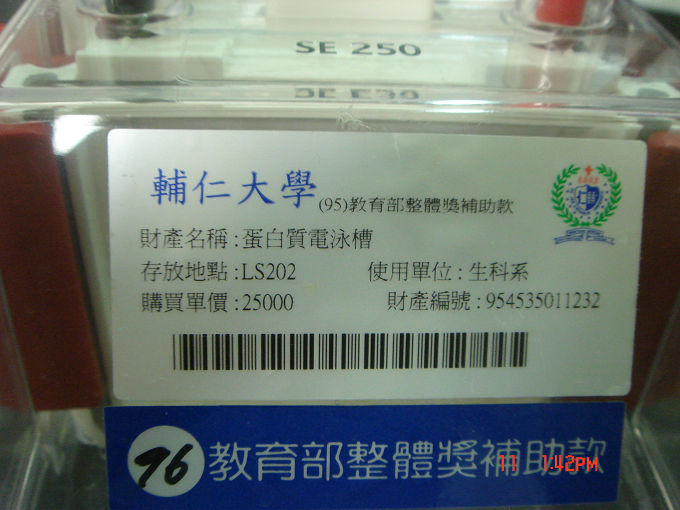 SE 250
輔仁大學 (95)教育部整體獎補助款
財產名稱 : 蛋白質電泳槽
存放地點 : LS202 使用單位 : 生科系
購買單價 : 25000 財產編號 : 954535011232
76 教育部整體獎補助款
11 1:42PM